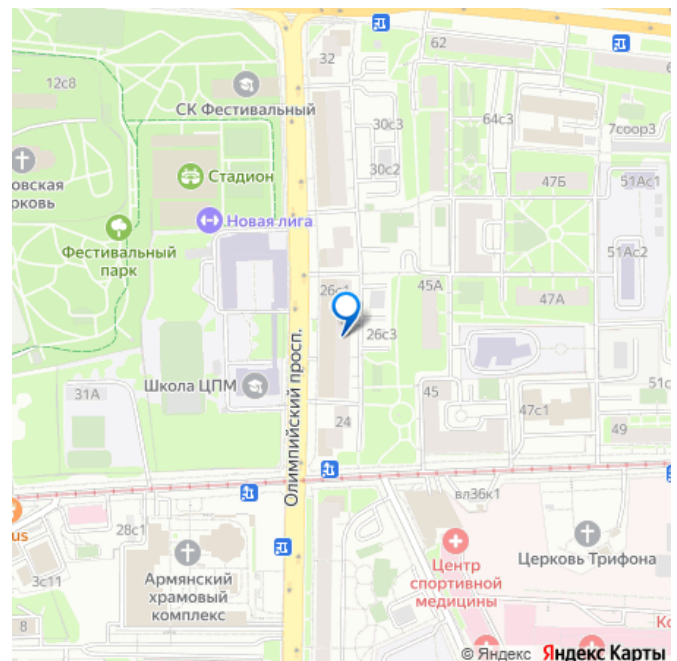 62
32
12с8
СК Фестивальный
30с3
64с3
7соор3
30с2
47Б
51Ас1
овская
рковь
Стадион
Новая лига
Фестивальный
парк
51Ас2
26с1
45А
47А
26с3
Олимпийский просп.
Школа ЦПМ
31А
45
51с
47с1
24
49
вл36к1
us
28с1
Центр
спортивной
медицины
Церковь Трифона
3с11
Армянский
храмовый
комплекс
8
Ко
© Яндекс Яндекс Карты